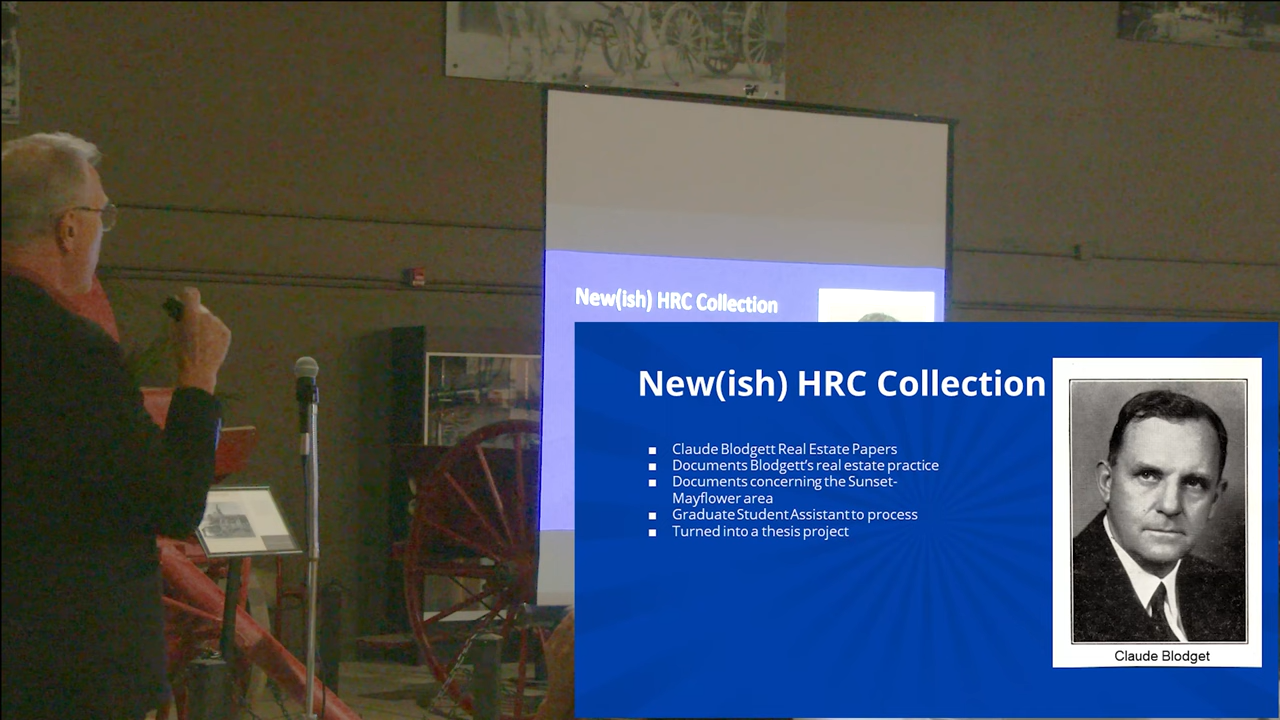 New(ish) HRC Collection
New(ish) HRC Collection
Claude Blodgett Real Estate Papers
Documents Blodgett's real estate practice
Documents concerning the Sunset-
Mayflower area
Graduate Student Assistant to process
Turned into a thesis project
Claude Blodget